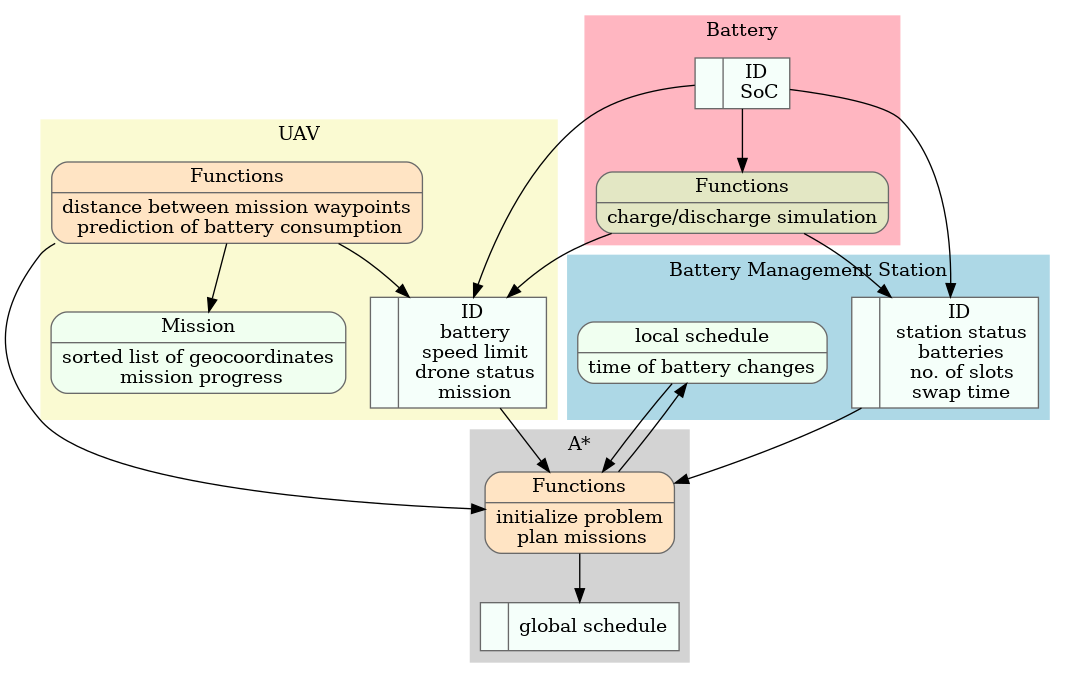 Battery
ID
SoC
Functions
charge/discharge simulation
UAV
Functions
distance between mission waypoints
prediction of battery consumption
Mission
sorted list of geocoordinates
mission progress
ID
battery
speed limit
drone status
mission
Battery Management Station
local schedule
time of battery changes
ID
station status
batteries
no. of slots
swap time
A*
Functions
initialize problem
plan missions
global schedule